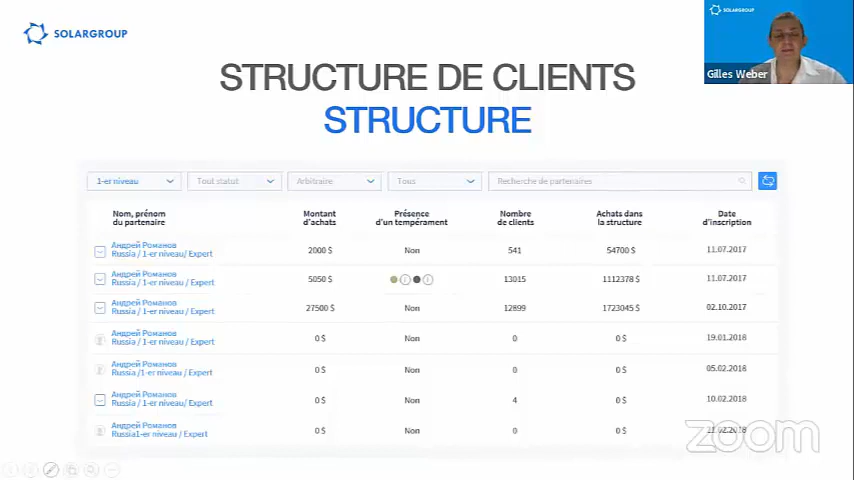 SOLARGROUP
SOLARGROUP
Gilles Weber
STRUCTURE DE CLIENTS
STRUCTURE
1-er niveau
Tout statut
Arbitraire
Tous
Recherche de partenaires
Nom, prénom du partenaire
Montant d'achats
Présence d'un tempérament
Nombre de clients
Achats dans la structure
Date d'inscription
Андрей Романов
Russia / 1-er niveau/ Expert
2000 $
Non
541
54700 $
11.07.2017
Андрей Романов
Russia / 1-er niveau / Expert
5050 $
13015
1112378 $
11.07.2017
Андрей Романов
Russia / 1-er niveau / Expert
27500 $
Non
12899
1723045 $
02.10.2017
Андрей Романов
Russia / 1-er niveau / Expert
0 $
Non
0
0 $
19.01.2018
Андрей Романов
Russia /1-er niveau / Expert
0 $
Non
0
0 $
05.02.2018
Андрей Романов
Russia / 1-er niveau / Expert
0 $
Non
4
0 $
10.02.2018
Андрей Романов
Russia1-er niveau / Expert
0 $
Non
0
0 $
21.02.2018
zoom